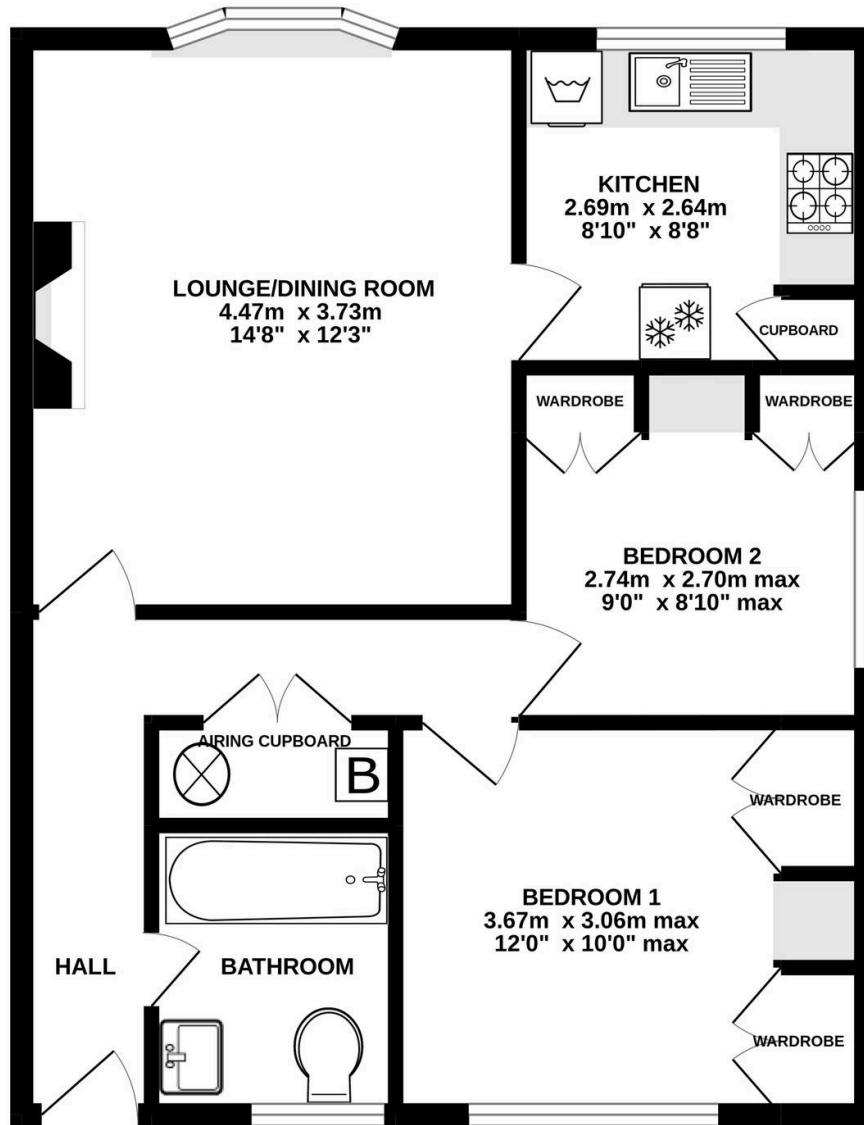 KITCHEN
2.69m x 2.64m
8'10" x 8'8"
LOUNGE/DINING ROOM
4.47m x 3.73m
14'8" x 12'3"
CUPBOARD
WARDROBE
WARDROBE
BEDROOM 2
2.74m x 2.70m max
9'0" x 8'10" max
AIRING CUPBOARD
B
WARDROBE
BEDROOM 1
3.67m x 3.06m max
12'0" x 10'0" max
HALL
BATHROOM
WARDROBE